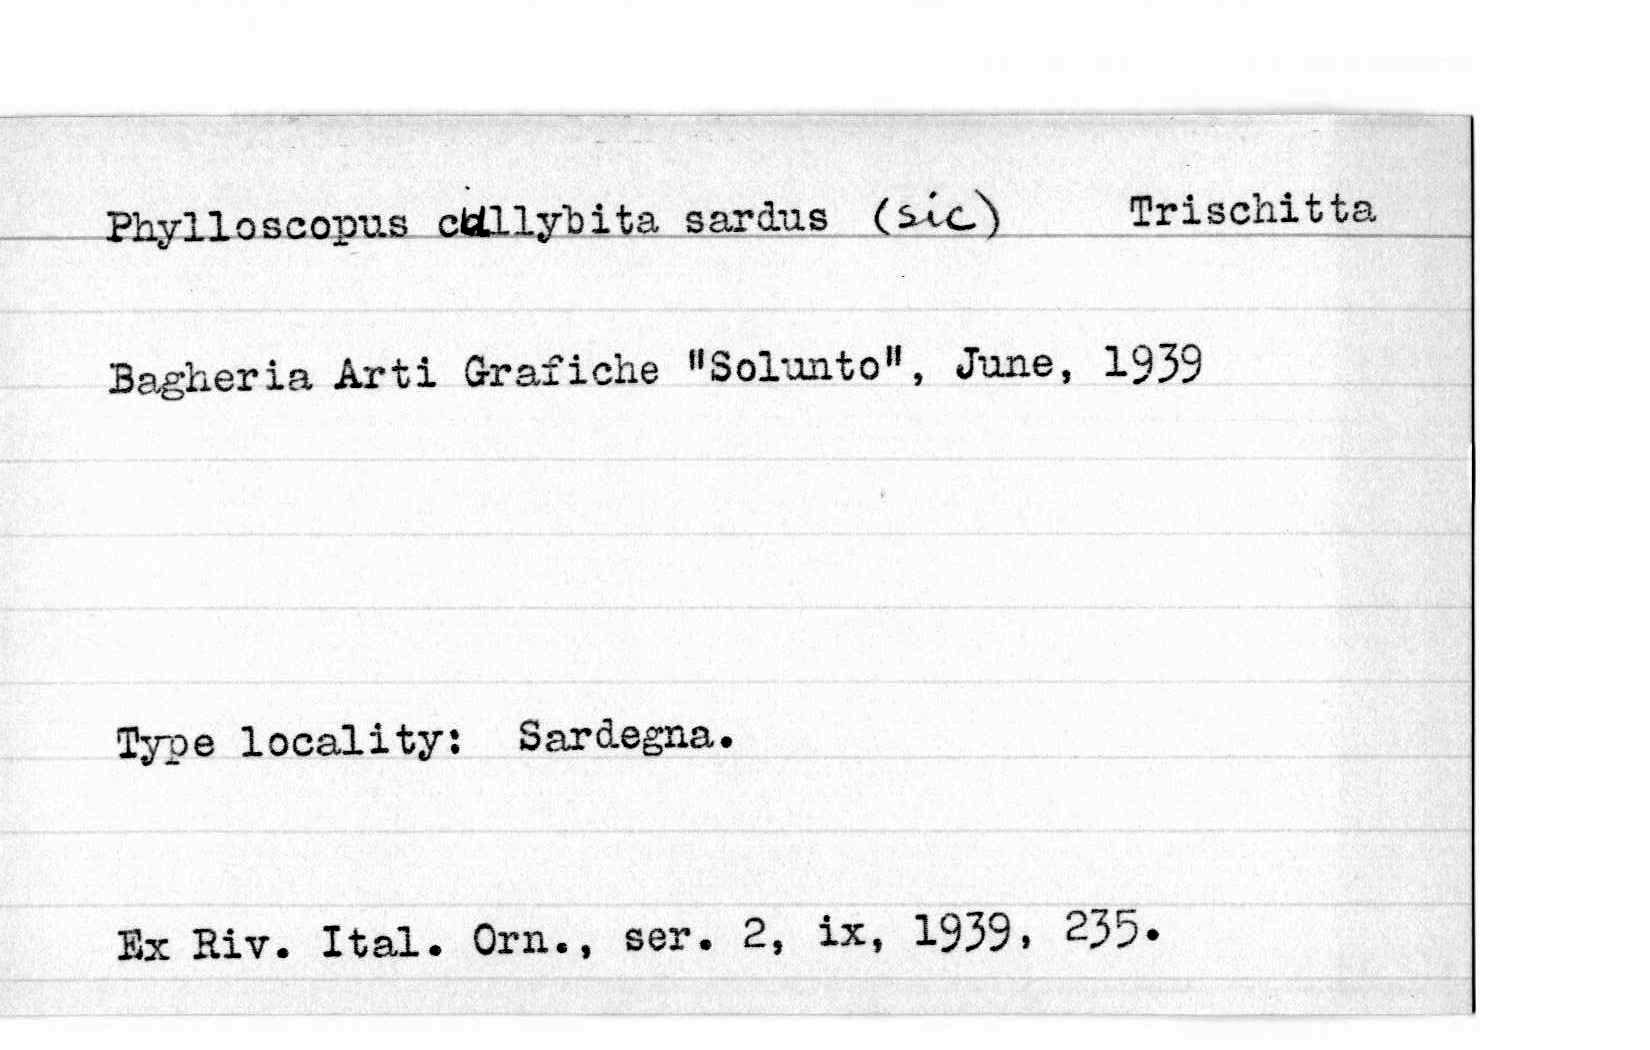 Phylloscopus collybita sardus (sic) Trischitta
Bagheria Arti Grafiche "Solunto", June, 1939
Type locality: Sardegna.
Ex Riv. Ital. Orn., ser. 2, ix, 1939, 235.